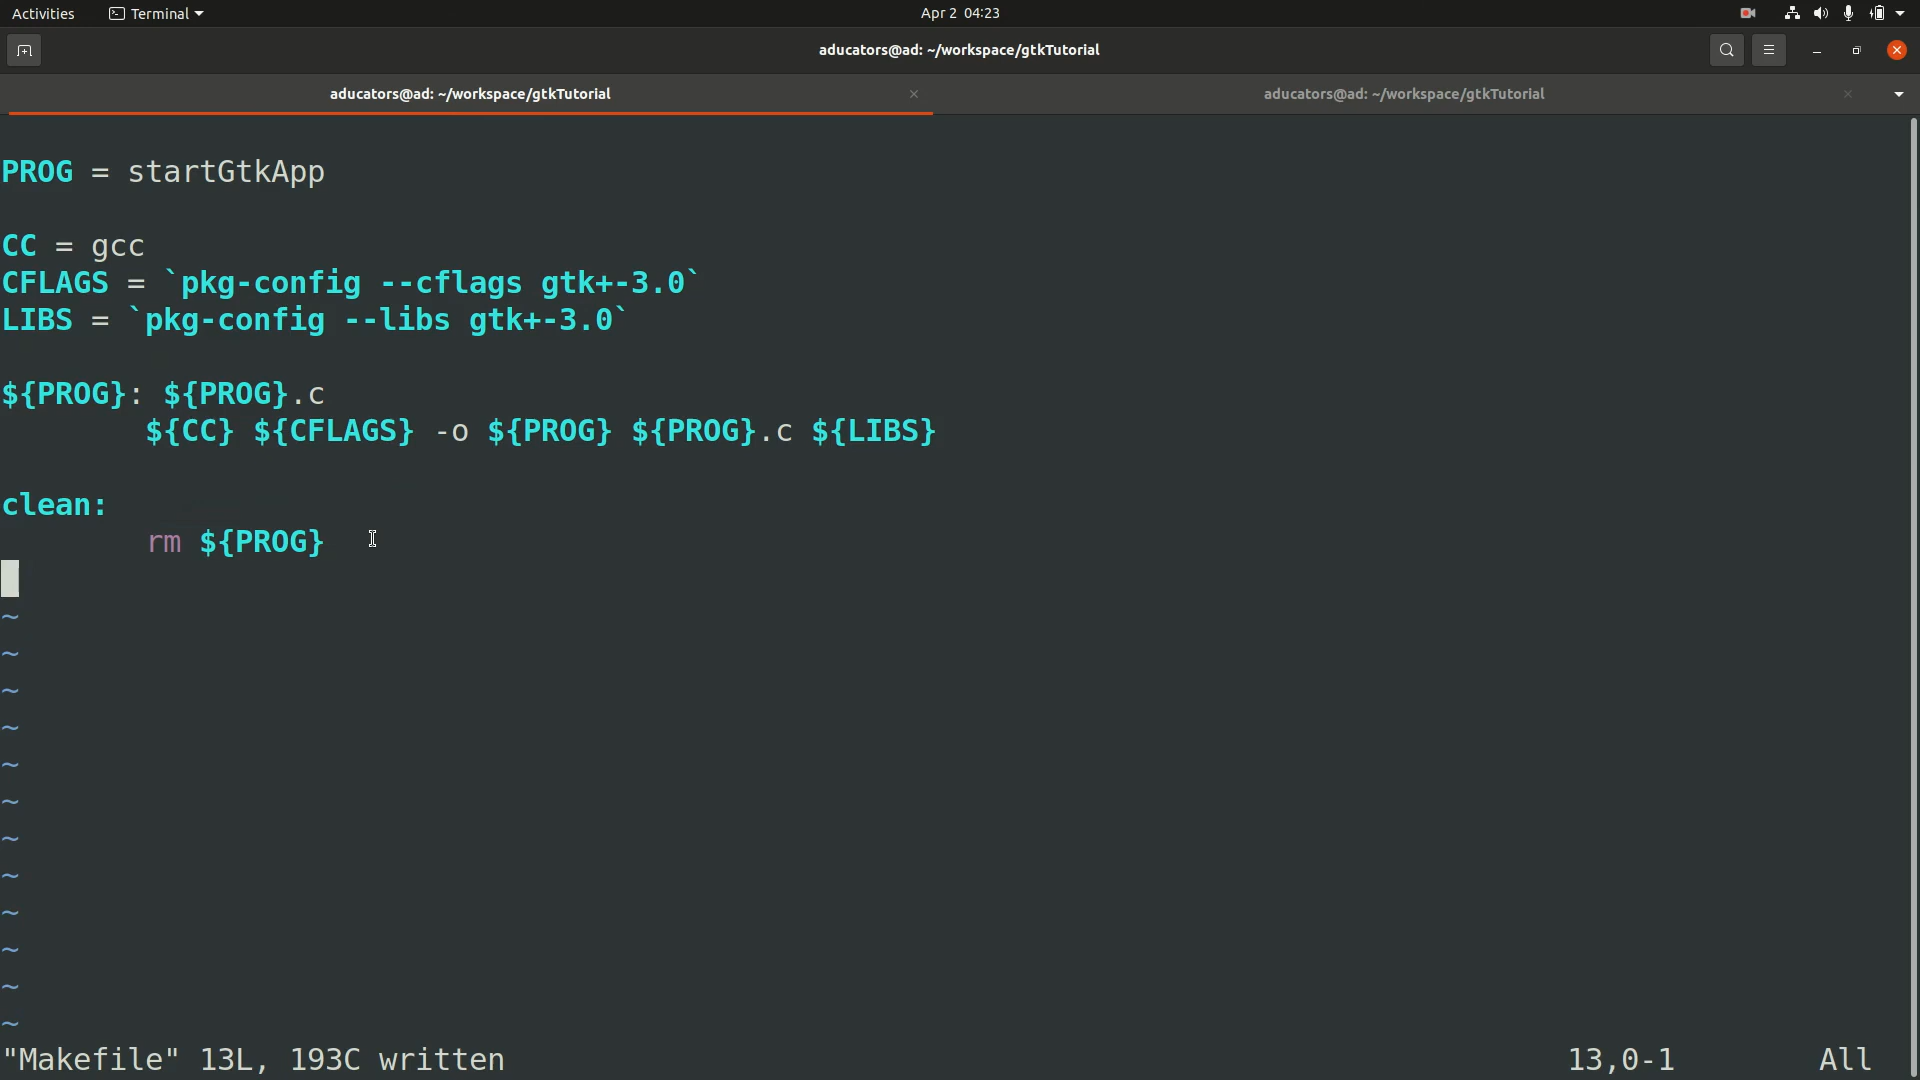 Activities Terminal Apr 2 04:23
aducators@ad: ~/workspace/gtkTutorial
aducators@ad: ~/workspace/gtkTutorial aducators@ad: ~/workspace/gtkTutorial
PROG = startGtkApp
CC = gcc
CFLAGS = `pkg-config --cflags gtk+-3.0`
LIBS = `pkg-config --libs gtk+-3.0`
${PROG}: ${PROG}.c
${CC} ${CFLAGS} -o ${PROG} ${PROG}.c ${LIBS}
clean:
rm ${PROG}
~
~
~
~
~
~
~
~
~
~
~
~
"Makefile" 13L, 193C written 13,0-1 All